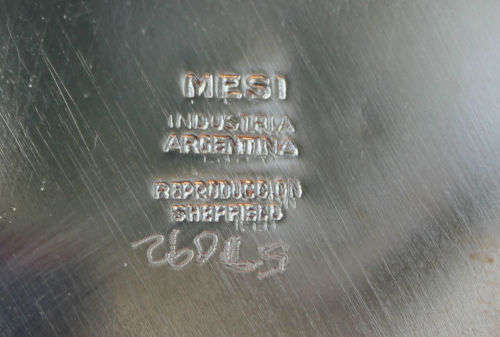 MESI
INDUSTRIA
ARGENTINA
REPRODUCCION
SHEFFIELD